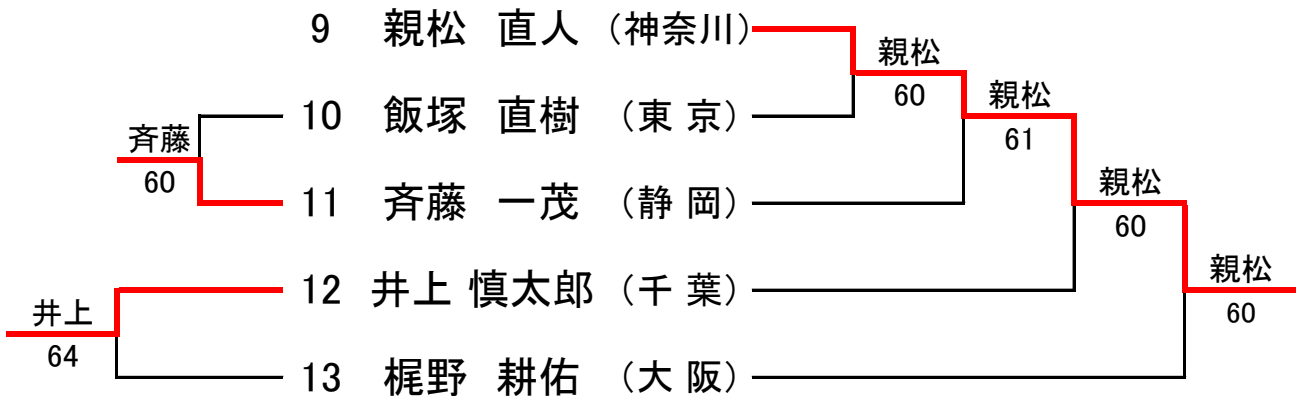 9 親松 直人 (神奈川)
親松
60
10 飯塚 直樹 (東 京)
親松
61
斉藤
60
11 斉藤 一茂 (静 岡)
親松
60
12 井上 慎太郎 (千 葉)
親松
60
井上
64
13 梶野 耕佑 (大 阪)